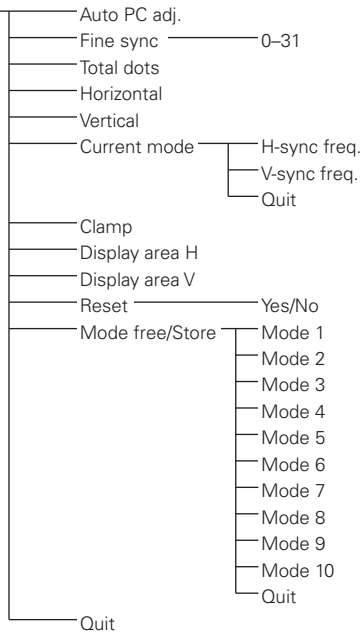 Auto PC adj.
Fine sync 0–31
Total dots
Horizontal
Vertical
Current mode H-sync freq.
V-sync freq.
Quit
Clamp
Display area H
Display area V
Reset Yes/No
Mode free/Store Mode 1
Mode 2
Mode 3
Mode 4
Mode 5
Mode 6
Mode 7
Mode 8
Mode 9
Mode 10
Quit
Quit